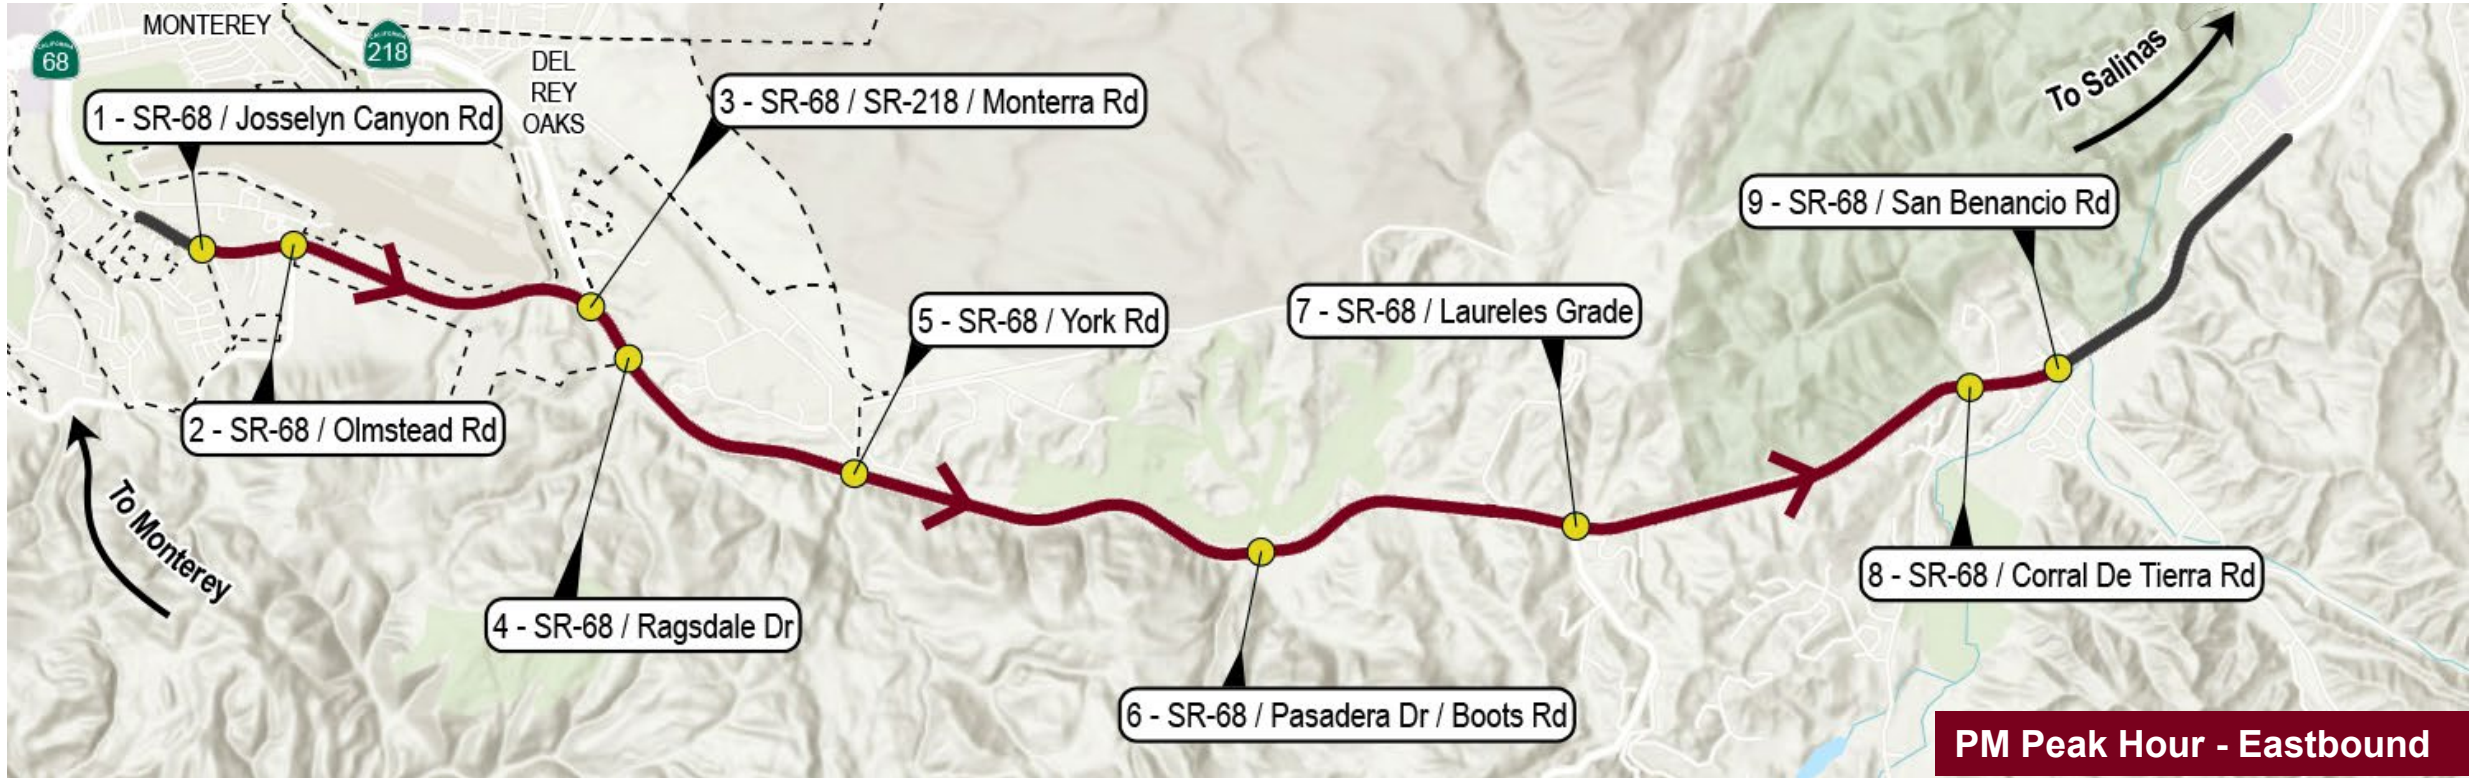 MONTEREY
CALIFORNIA
68
CALIFORNIA
218
DEL
REY
OAKS
To Salinas
1 - SR-68 / Josselyn Canyon Rd
3 - SR-68 / SR-218 / Monterra Rd
9 - SR-68 / San Benancio Rd
5 - SR-68 / York Rd
7 - SR-68 / Laureles Grade
2 - SR-68 / Olmstead Rd
To Monterey
4 - SR-68 / Ragsdale Dr
8 - SR-68 / Corral De Tierra Rd
6 - SR-68 / Pasadera Dr / Boots Rd
PM Peak Hour - Eastbound